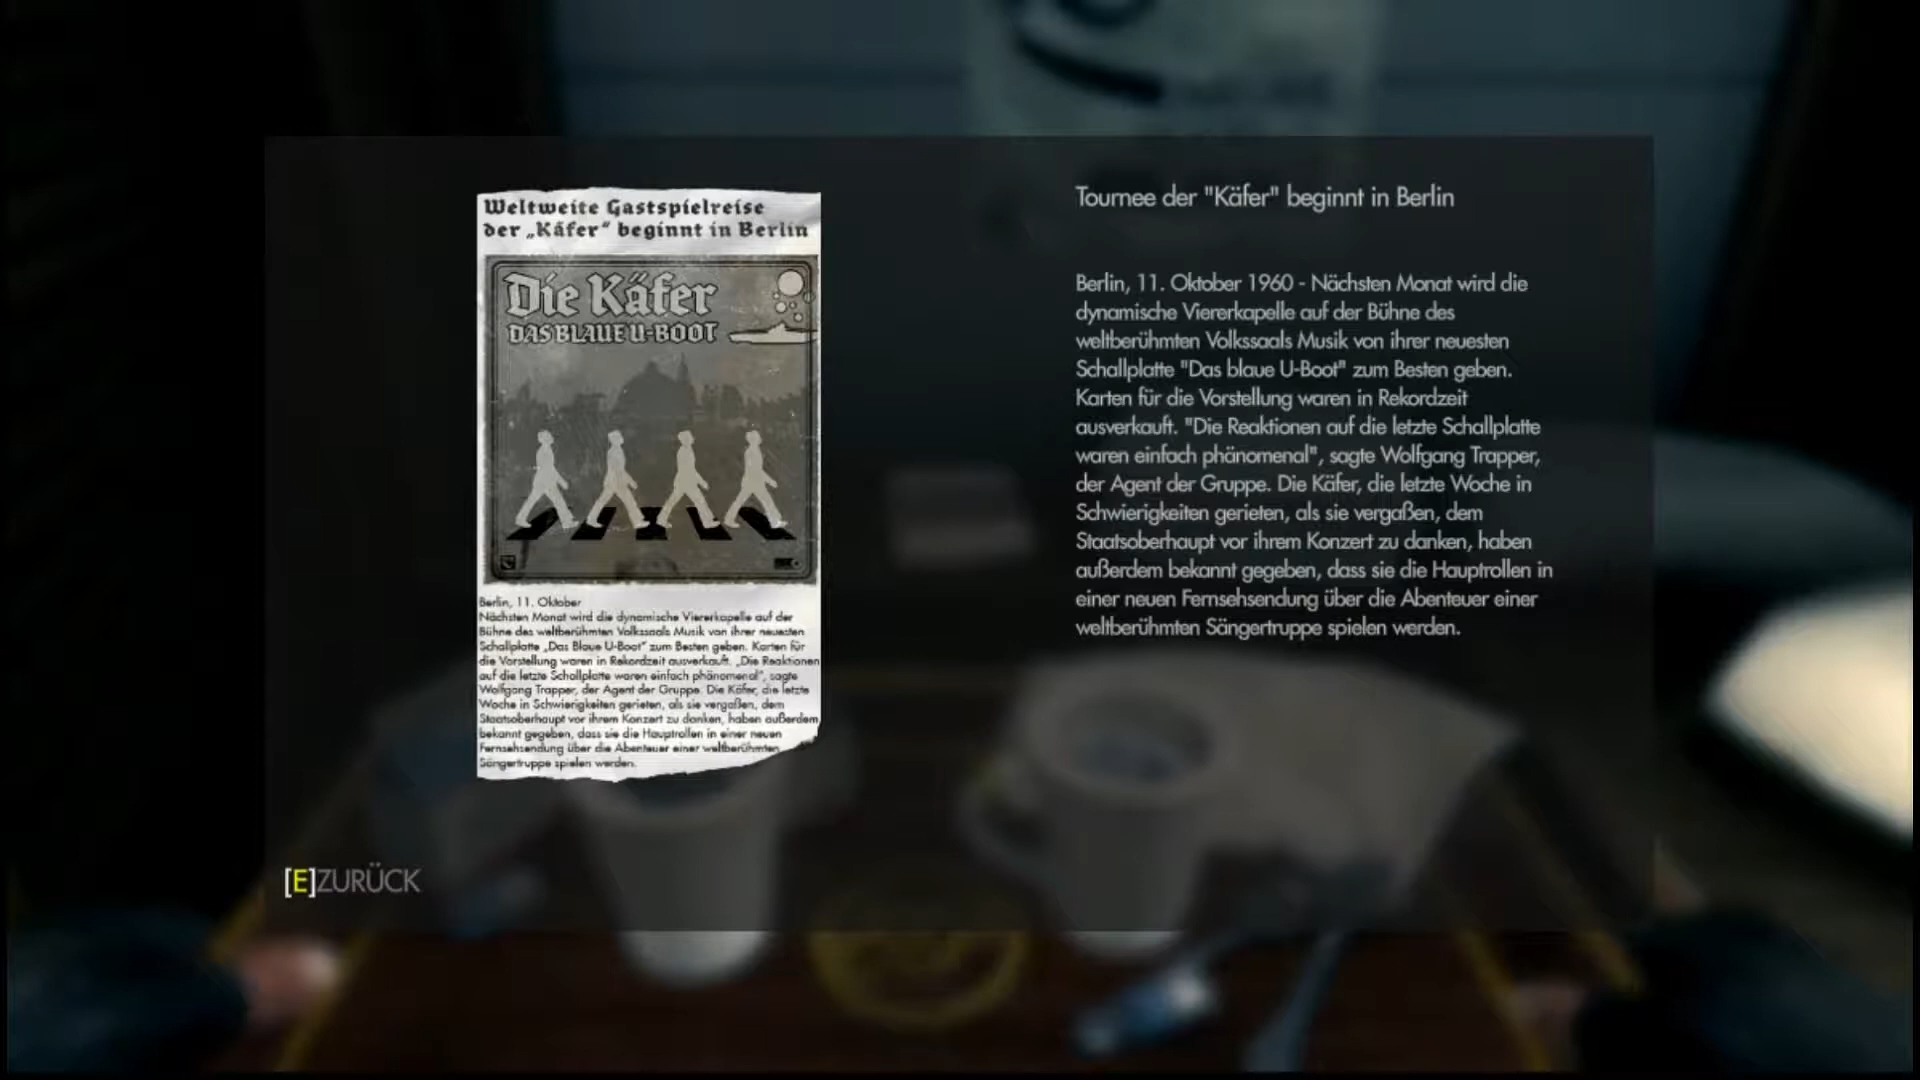 Weltweite Gastspielreise
der „Käfer“ beginnt in Berlin
Die Käfer
DAS BLAUE U-BOOT
Berlin, 11. Oktober
Nächsten Monat wird die dynamische Viererkapelle auf der
Bühne des weltberühmten Volkssaals Musik von ihrer neuesten
Schallplatte „Das Blaue U-Boot“ zum Besten geben. Karten für
die Vorstellung waren in Rekordzeit ausverkauft. „Die Reaktionen
auf die letzte Schallplatte waren einfach phänomenal“, sagte
Wolfgang Trapper, der Agent der Gruppe. Die Käfer, die letzte
Woche in Schwierigkeiten gerieten, als sie vergaßen, dem
Staatsoberhaupt vor ihrem Konzert zu danken, haben außerdem
bekannt gegeben, dass sie die Hauptrollen in einer neuen
Fernsehsendung über die Abenteuer einer weltberühmten
Sängertruppe spielen werden.
Tournee der "Käfer" beginnt in Berlin
Berlin, 11. Oktober 1960 - Nächsten Monat wird die
dynamische Viererkapelle auf der Bühne des
weltberühmten Volkssaals Musik von ihrer neuesten
Schallplatte "Das blaue U-Boot" zum Besten geben.
Karten für die Vorstellung waren in Rekordzeit
ausverkauft. "Die Reaktionen auf die letzte Schallplatte
waren einfach phänomenal", sagte Wolfgang Trapper,
der Agent der Gruppe. Die Käfer, die letzte Woche in
Schwierigkeiten gerieten, als sie vergaßen, dem
Staatsoberhaupt vor ihrem Konzert zu danken, haben
außerdem bekannt gegeben, dass sie die Hauptrollen in
einer neuen Fernsehsendung über die Abenteuer einer
weltberühmten Sängertruppe spielen werden.
[E]ZURÜCK